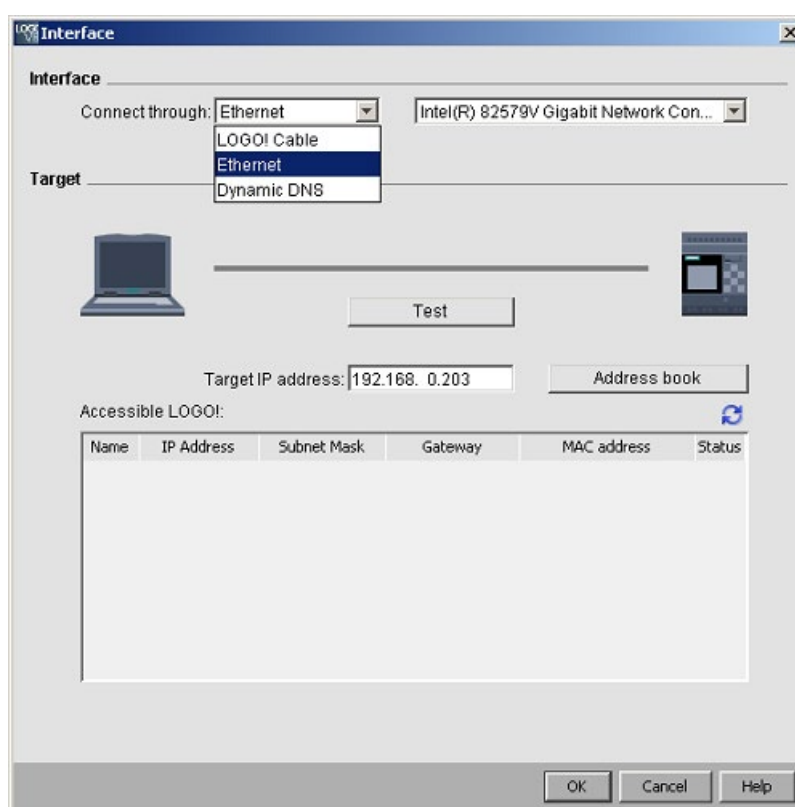 Interface
Interface
Connect through: Ethernet Intel(R) 82579V Gigabit Network Con...
LOGO! Cable
Ethernet
Dynamic DNS
Target
Test
Target IP address: 192.168. 0.203 Address book
Accessible LOGO!:
Name IP Address Subnet Mask Gateway MAC address Status
OK Cancel Help